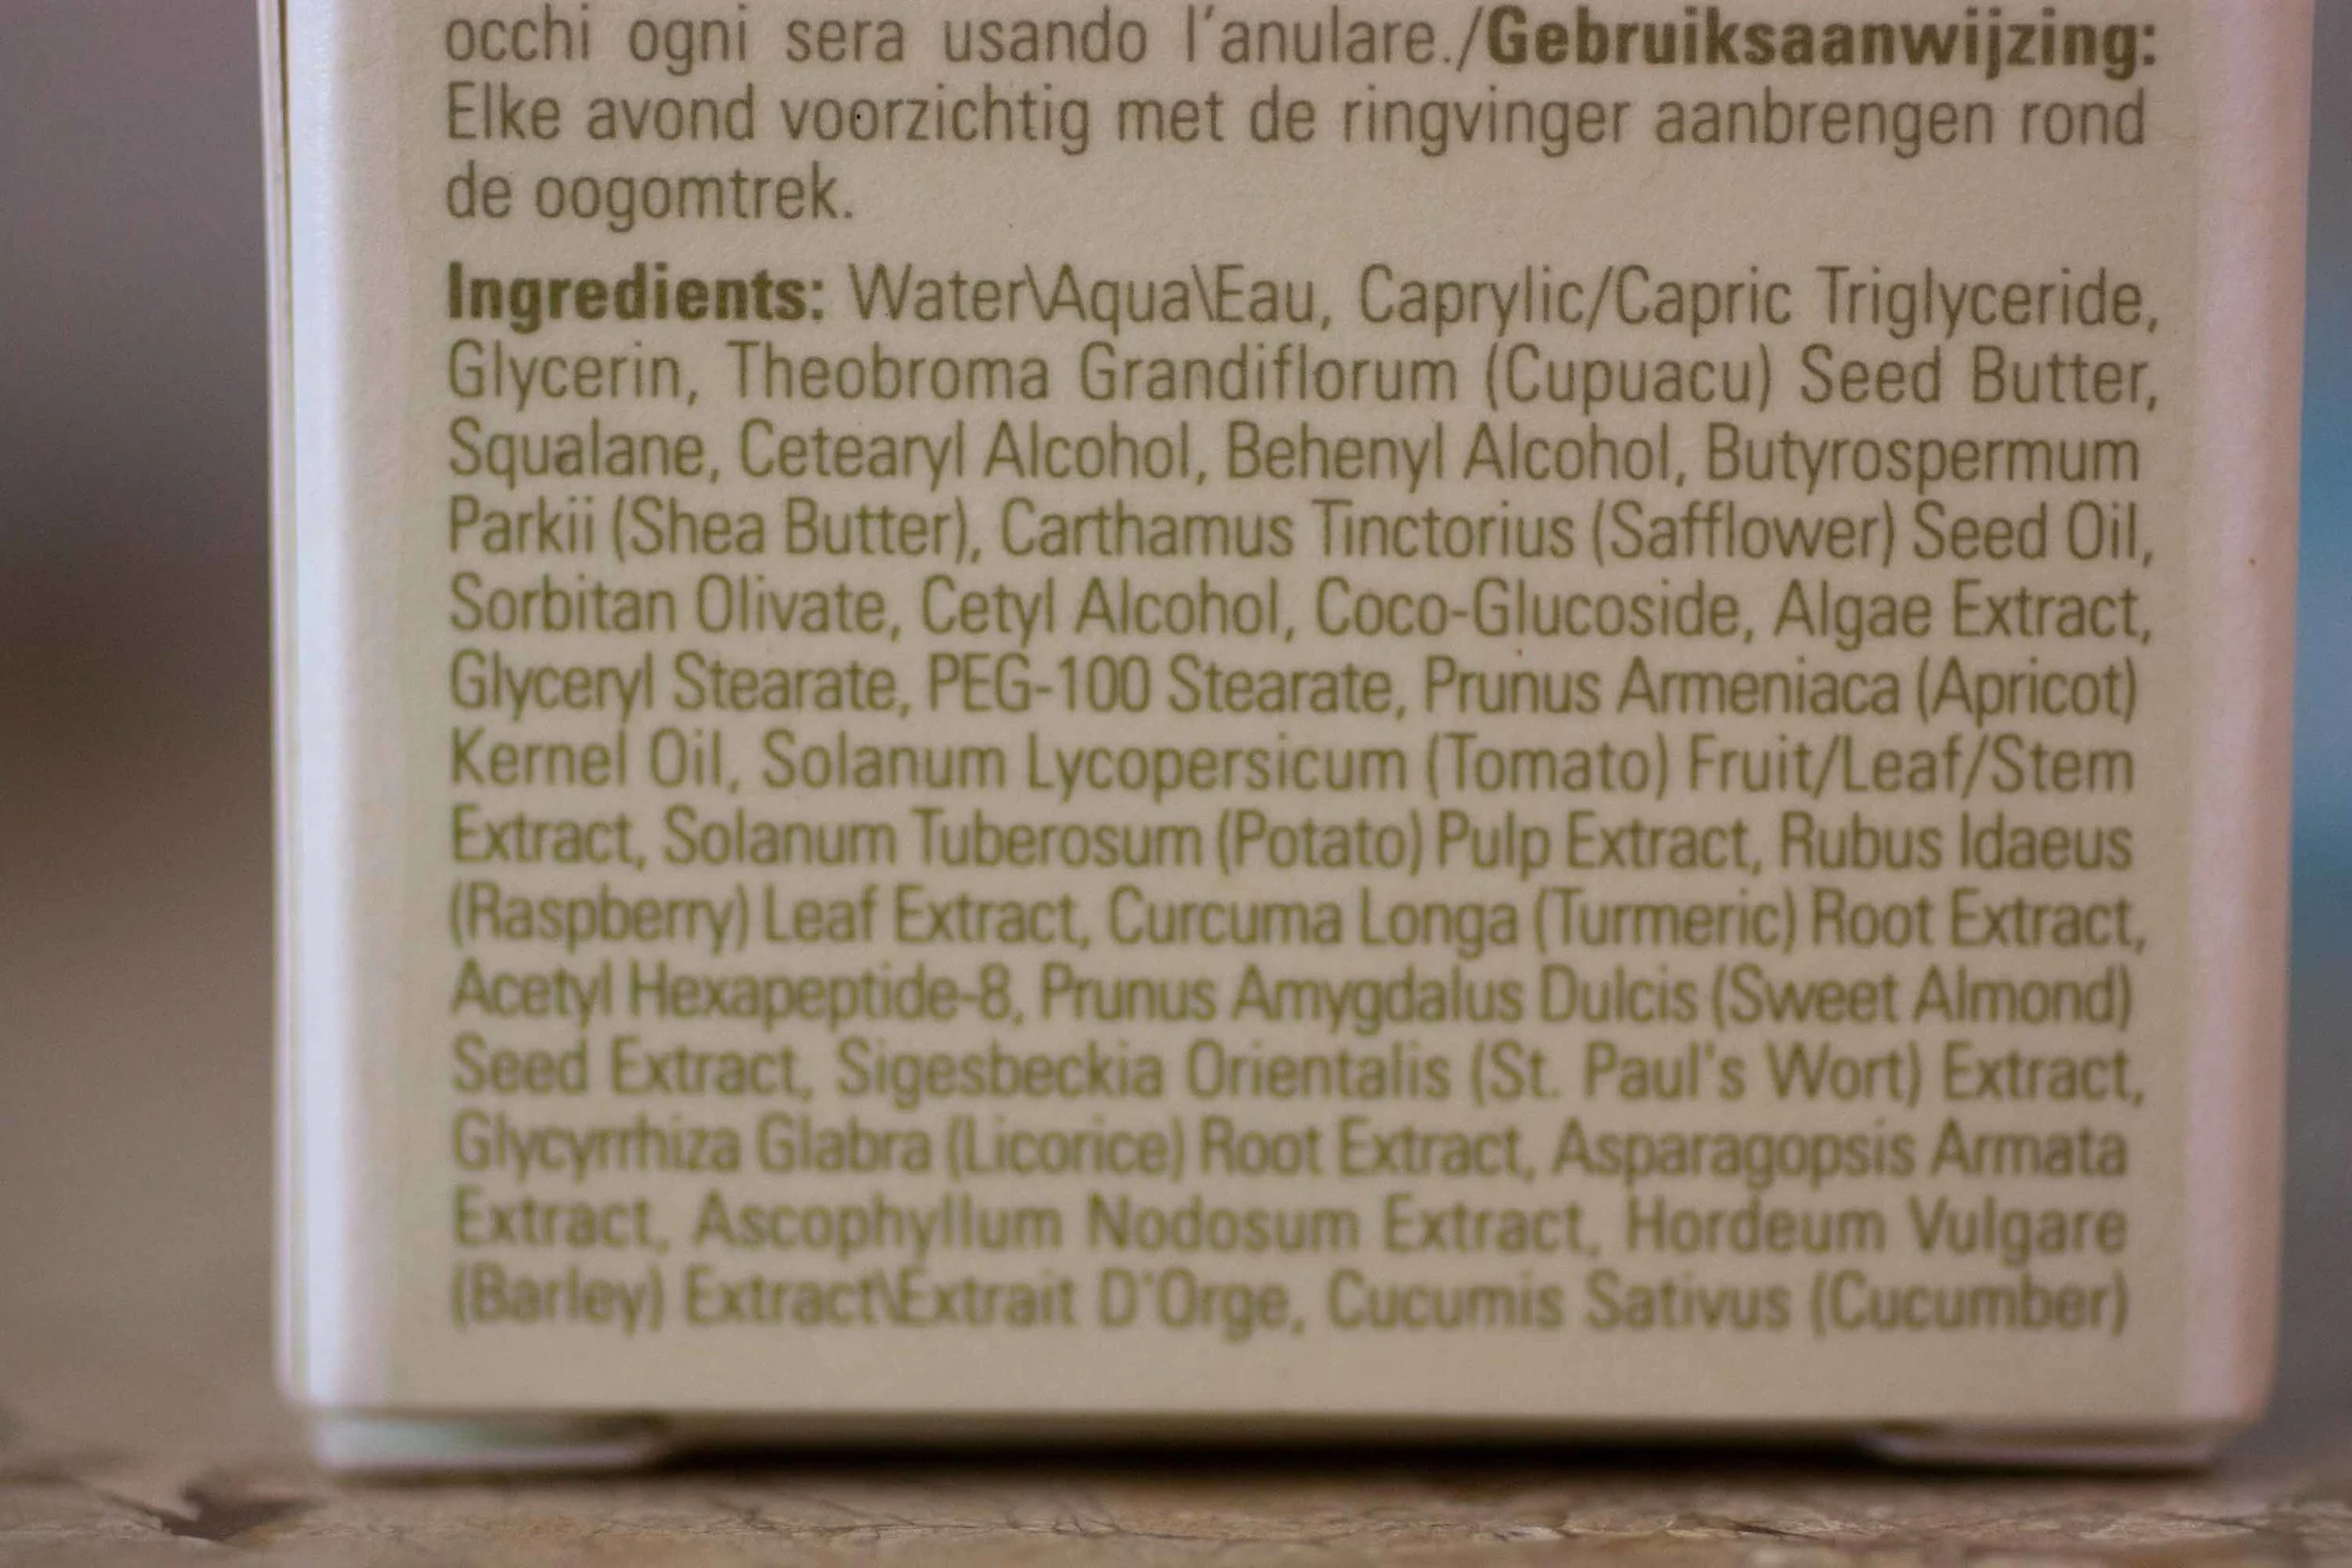 occhi ogni sera usando l'anulare./Gebruiksaanwijzing:
Elke avond voorzichtig met de ringvinger aanbrengen rond
de oogomtrek.
Ingredients: Water\Aqua\Eau, Caprylic/Capric Triglyceride,
Glycerin, Theobroma Grandiflorum (Cupuacu) Seed Butter,
Squalane, Cetearyl Alcohol, Behenyl Alcohol, Butyrospermum
Parkii (Shea Butter), Carthamus Tinctorius (Safflower) Seed Oil,
Sorbitan Olivate, Cetyl Alcohol, Coco-Glucoside, Algae Extract,
Glyceryl Stearate, PEG-100 Stearate, Prunus Armeniaca (Apricot)
Kernel Oil, Solanum Lycopersicum (Tomato) Fruit/Leaf/Stem
Extract, Solanum Tuberosum (Potato) Pulp Extract, Rubus Idaeus
(Raspberry) Leaf Extract, Curcuma Longa (Turmeric) Root Extract,
Acetyl Hexapeptide-8, Prunus Amygdalus Dulcis (Sweet Almond)
Seed Extract, Sigesbeckia Orientalis (St. Paul's Wort) Extract,
Glycyrrhiza Glabra (Licorice) Root Extract, Asparagopsis Armata
Extract, Ascophyllum Nodosum Extract, Hordeum Vulgare
(Barley) Extract\Extrait D'Orge, Cucumis Sativus (Cucumber)